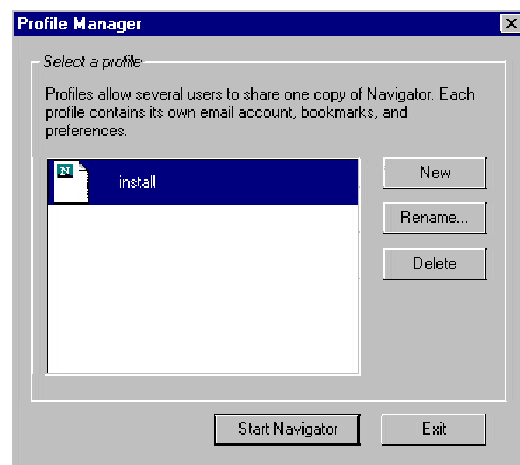 Profile Manager
Select a profile
Profiles allow several users to share one copy of Navigator. Each
profile contains its own email account, bookmarks, and
preferences.
N
install
New
Rename...
Delete
Start Navigator
Exit